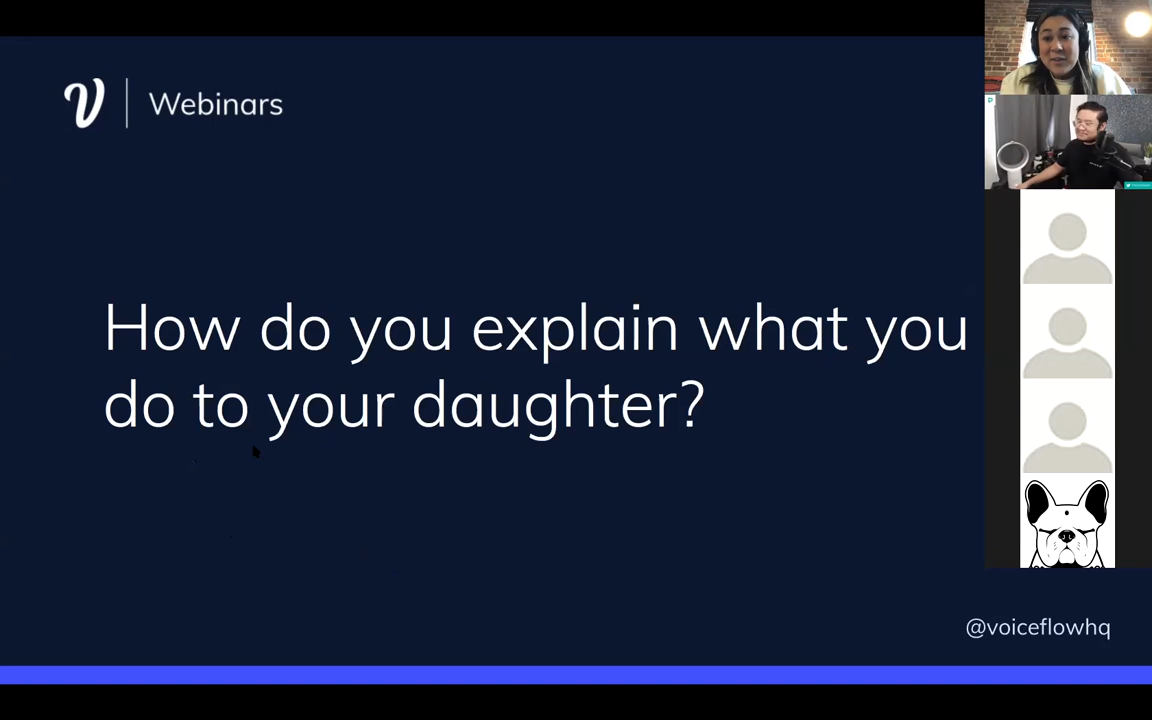 V | Webinars
How do you explain what you
do to your daughter?
@voiceflowhq